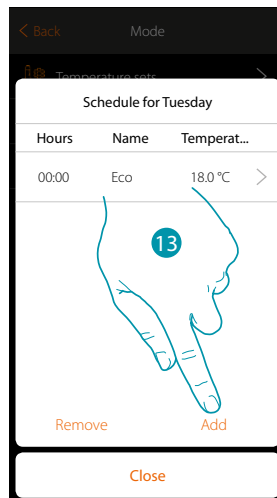 < Back Mode
Temperature sets
Schedule for Tuesday
Hours Name Temperat...
00:00 Eco 18.0 °C
13
Remove Add
Close